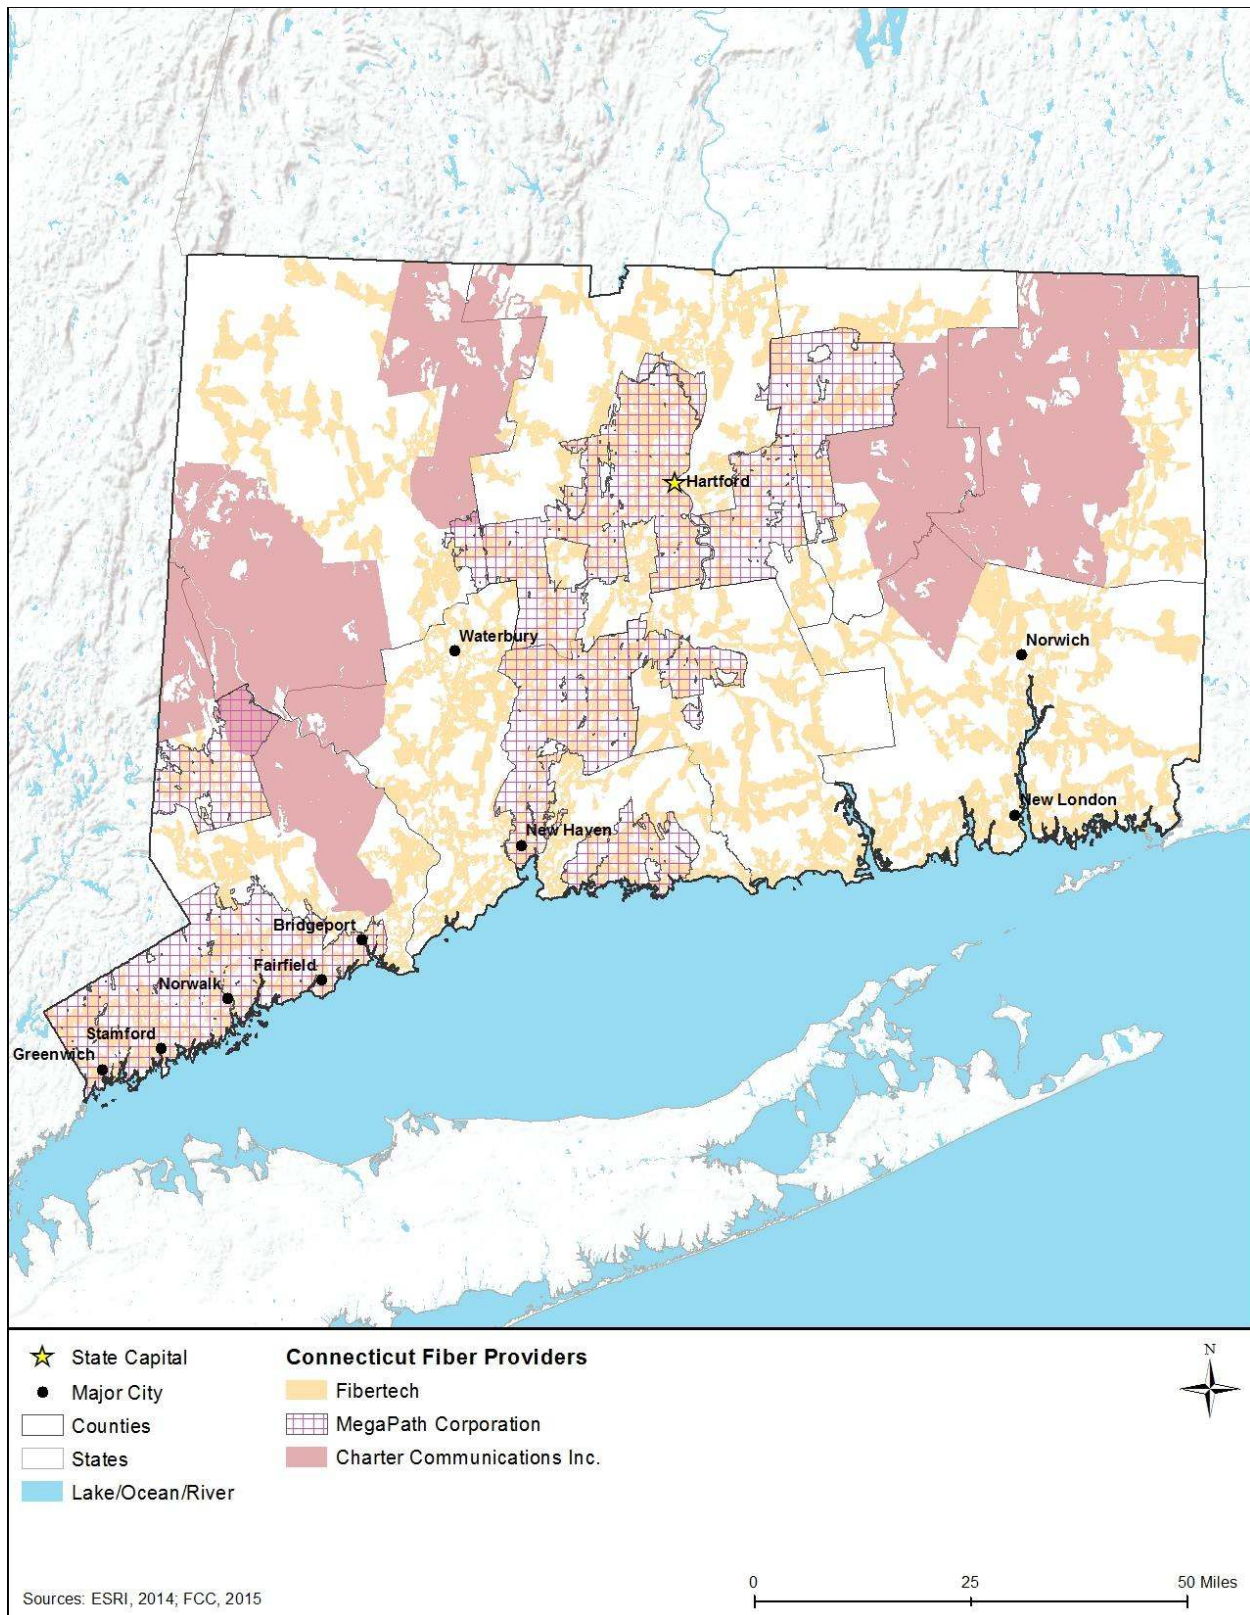 Hartford
Waterbury
Norwich
New London
New Haven
Bridgeport
Fairfield
Norwalk
Stamford
Greenwich
State Capital
Major City
Counties
States
Lake/Ocean/River
Connecticut Fiber Providers
Fibertech
MegaPath Corporation
Charter Communications Inc.
N
Sources: ESRI, 2014; FCC, 2015
0 25 50 Miles